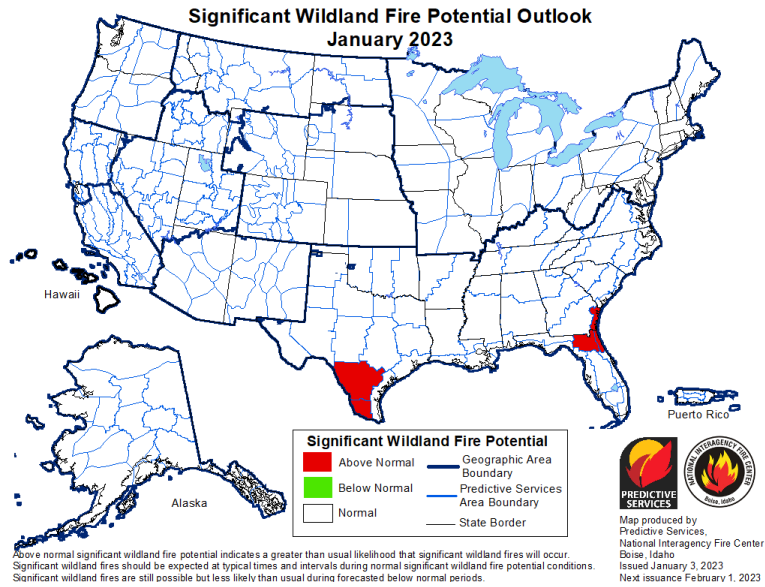 Significant Wildland Fire Potential Outlook
January 2023
Hawaii
Alaska
Puerto Rico
Significant Wildland Fire Potential
Above Normal
Below Normal
Normal
Geographic Area
Boundary
Predictive Services
Area Boundary
State Border
PREDICTIVE
SERVICES
NATIONAL INTERAGENCY FIRE CENTER
Boise, Idaho
Map produced by
Predictive Services,
National Interagency Fire Center
Boise, Idaho
Issued January 3, 2023
Next issuance February 1, 2023
Above normal significant wildland fire potential indicates a greater than usual likelihood that significant wildland fires will occur.
Significant wildland fires should be expected at typical times and intervals during normal significant wildland fire potential conditions.
Significant wildland fires are still possible but less likely than usual during forecasted below normal periods.